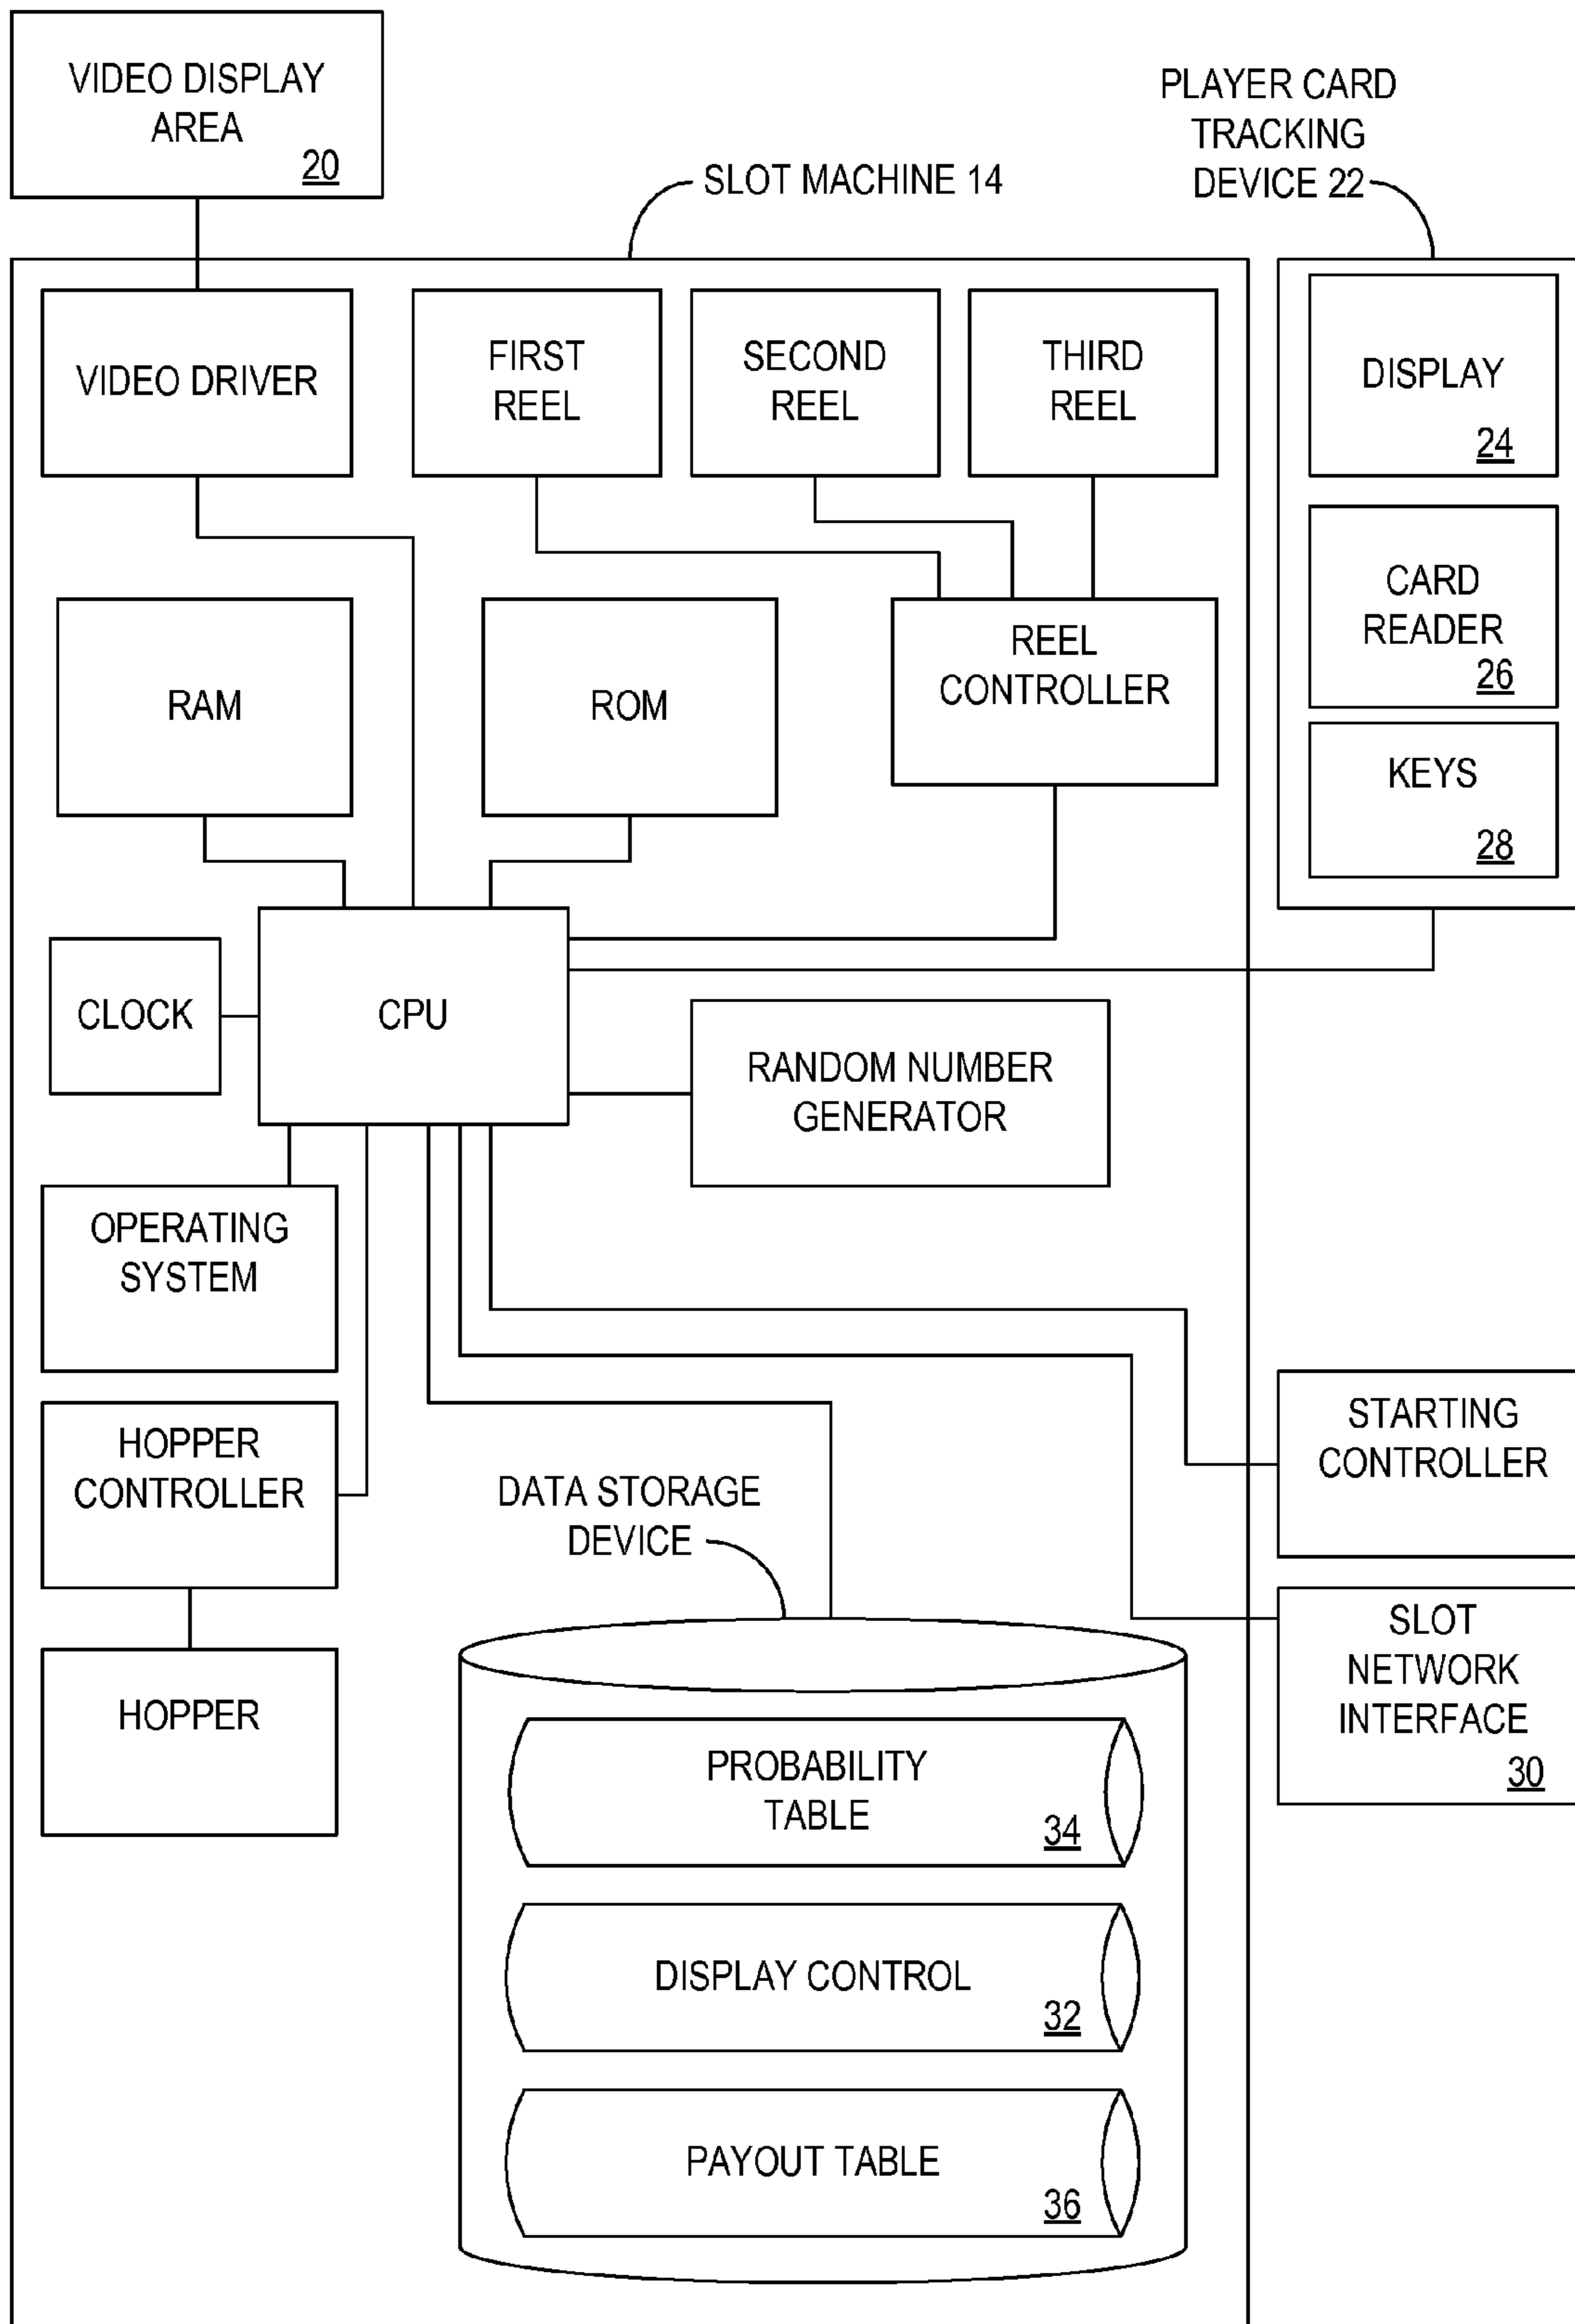 VIDEO DISPLAY
AREA
20
PLAYER CARD
TRACKING
DEVICE 22
SLOT MACHINE 14
VIDEO DRIVER
FIRST
REEL
SECOND
REEL
THIRD
REEL
DISPLAY
24
CARD
READER
26
KEYS
28
RAM
ROM
REEL
CONTROLLER
CLOCK
CPU
RANDOM NUMBER
GENERATOR
OPERATING
SYSTEM
HOPPER
CONTROLLER
HOPPER
STARTING
CONTROLLER
SLOT
NETWORK
INTERFACE
30
DATA STORAGE
DEVICE
PROBABILITY
TABLE
34
DISPLAY CONTROL
32
PAYOUT TABLE
36